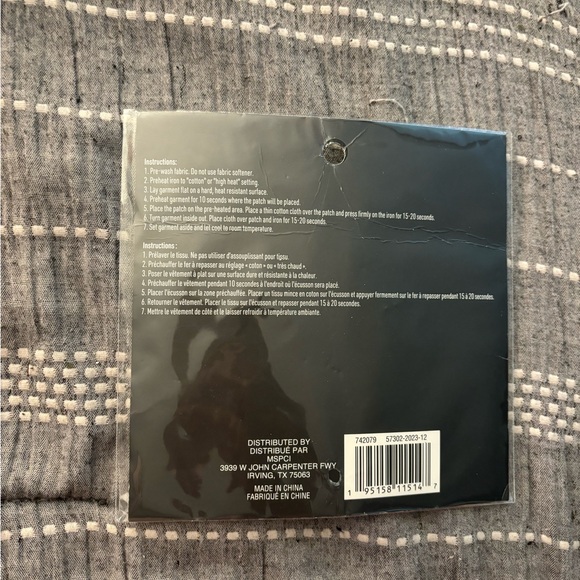 Instructions:
1. Pre-wash fabric. Do not use fabric softener.
2. Preheat iron to "cotton" or "high heat" setting.
3. Lay garment flat on a hard, heat resistant surface.
4. Preheat garment for 10 seconds where the patch will be placed.
5. Place the patch on the pre-heated area. Place a thin cotton cloth over the patch and press firmly on the iron for 15-20 seconds.
6. Turn garment inside out. Place cloth over patch and iron for 15-20 seconds.
7. Set garment aside and let cool to room temperature.
Instructions :
1. Prélaver le tissu. Ne pas utiliser d'assouplissant pour tissu.
2. Préchauffer le fer à repasser au réglage « coton » ou « très chaud ».
3. Poser le vêtement à plat sur une surface dure et résistante à la chaleur.
4. Préchauffer le vêtement pendant 10 secondes à l'endroit où l'écusson sera placé.
5. Placer l'écusson sur la zone préchauffée. Placer un tissu mince en coton sur l'écusson et appuyer fermement sur le fer à repasser pendant 15 à 20 secondes.
6. Retourner le vêtement. Placer le tissu sur l'écusson et repasser pendant 15 à 20 secondes.
7. Mettre le vêtement de côté et le laisser refroidir à température ambiante.
DISTRIBUTED BY
DISTRIBUÉ PAR
MSPCI
3939 W JOHN CARPENTER FWY
IRVING, TX 75063
MADE IN CHINA
FABRIQUÉ EN CHINE
742079 57302-2023-12
1 95158 11514 7